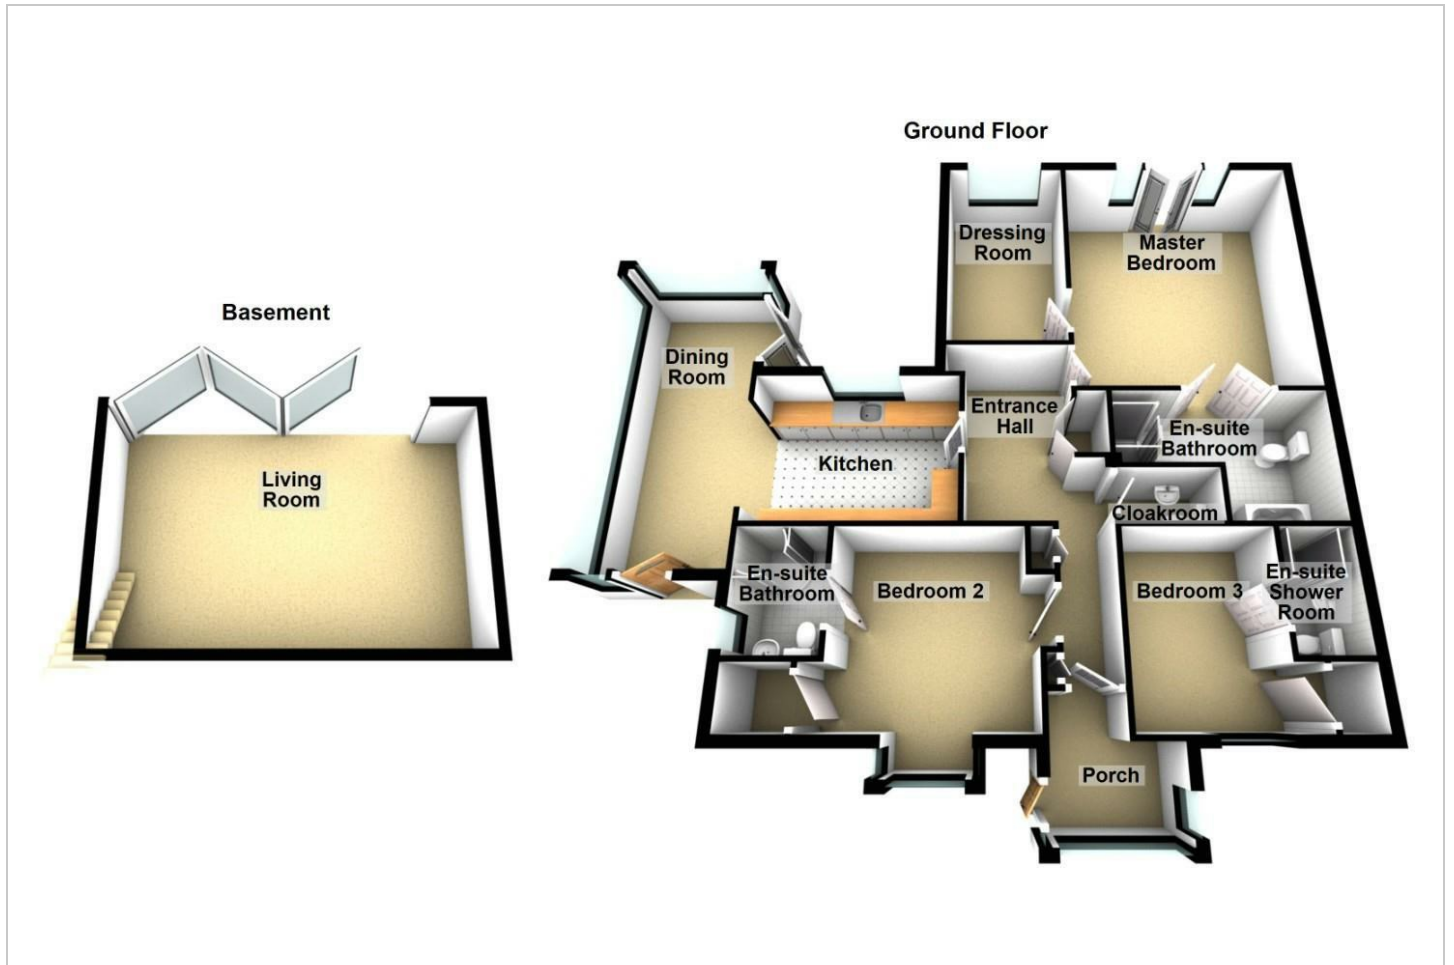 Ground Floor
Basement
Living
Room
Dressing
Room
Master
Bedroom
Dining
Room
Entrance
Hall
Kitchen
En-suite
Bathroom
Cloakroom
En-suite
Bathroom
Bedroom 2
Bedroom 3
En-suite
Shower
Room
Porch